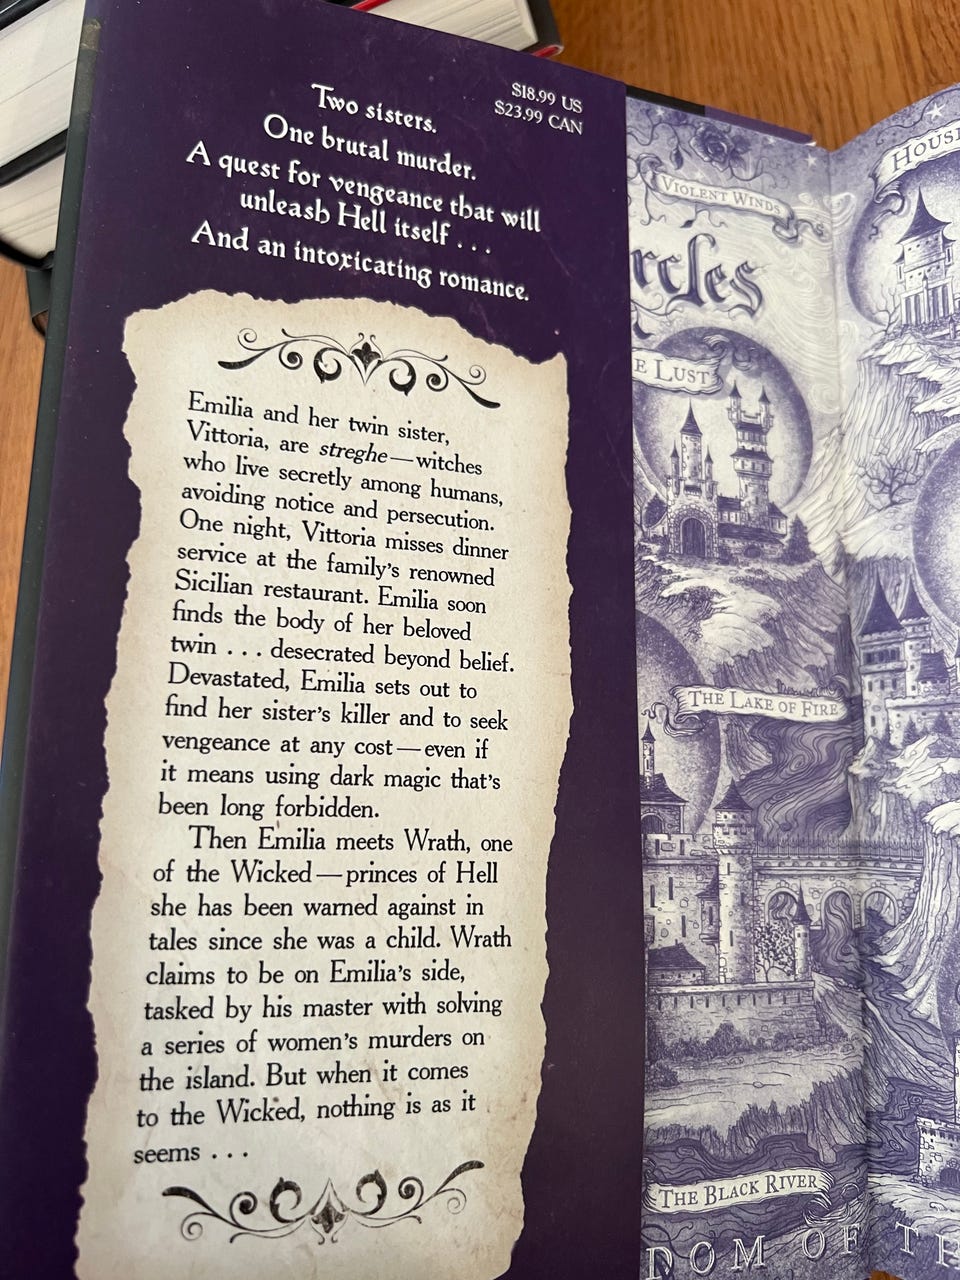 $18.99 US
$23.99 CAN
Two sisters.
One brutal murder.
A quest for vengeance that will
unleash Hell itself . . .
And an intoxicating romance.
Emilia and her twin sister,
Vittoria, are streghe—witches
who live secretly among humans,
avoiding notice and persecution.
One night, Vittoria misses dinner
service at the family's renowned
Sicilian restaurant. Emilia soon
finds the body of her beloved
twin . . . desecrated beyond belief.
Devastated, Emilia sets out to
find her sister's killer and to seek
vengeance at any cost—even if
it means using dark magic that's
been long forbidden.
Then Emilia meets Wrath, one
of the Wicked—princes of Hell
she has been warned against in
tales since she was a child. Wrath
claims to be on Emilia's side,
tasked by his master with solving
a series of women's murders on
the island. But when it comes
to the Wicked, nothing is as it
seems . . .
VIOLENT WINDS
LUST
THE LAKE OF FIRE
THE BLACK RIVER
OF